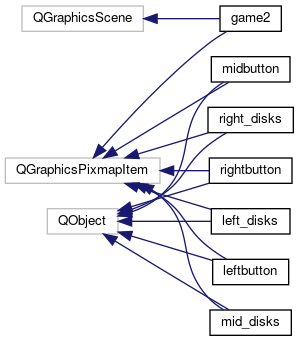 QGraphicsScene
game2
midbutton
right_disks
QGraphicsPixmapItem
rightbutton
QObject
left_disks
leftbutton
mid_disks